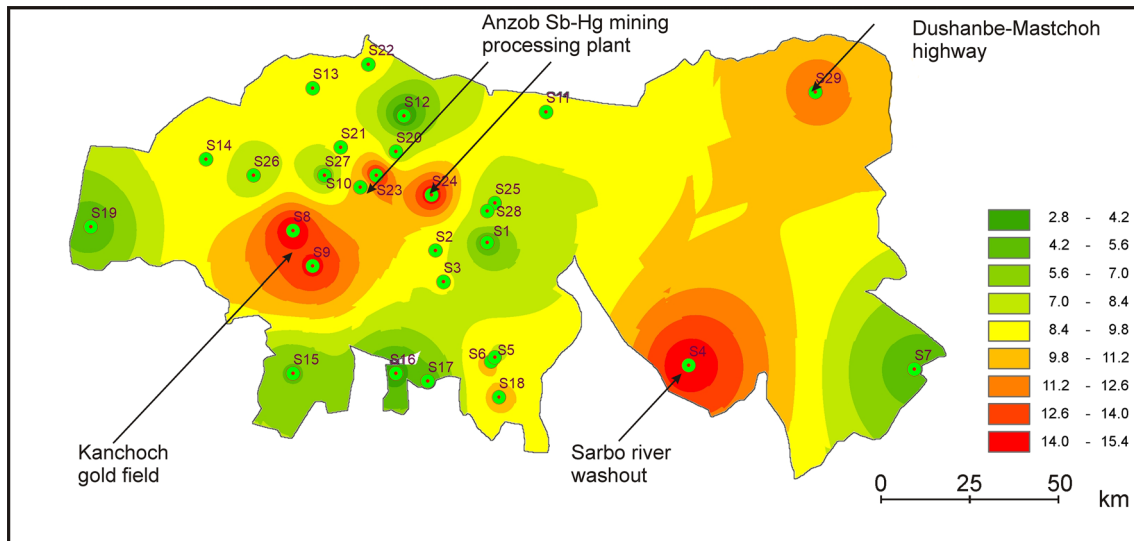 Anzob Sb-Hg mining
processing plant
Dushanbe-Mastchoh
highway
S22
S13
S29
S12
S11
S21
S20
S14
S26
S27
S10
S23
S24
S25
S28
S19
S8
S1
S2
S9
S3
S5
S6
S4
S7
S15
S16
S17
S18
2.8 - 4.2
4.2 - 5.6
5.6 - 7.0
7.0 - 8.4
8.4 - 9.8
9.8 - 11.2
11.2 - 12.6
12.6 - 14.0
14.0 - 15.4
Kanchoch
gold field
Sarbo river
washout
0 25 50
km